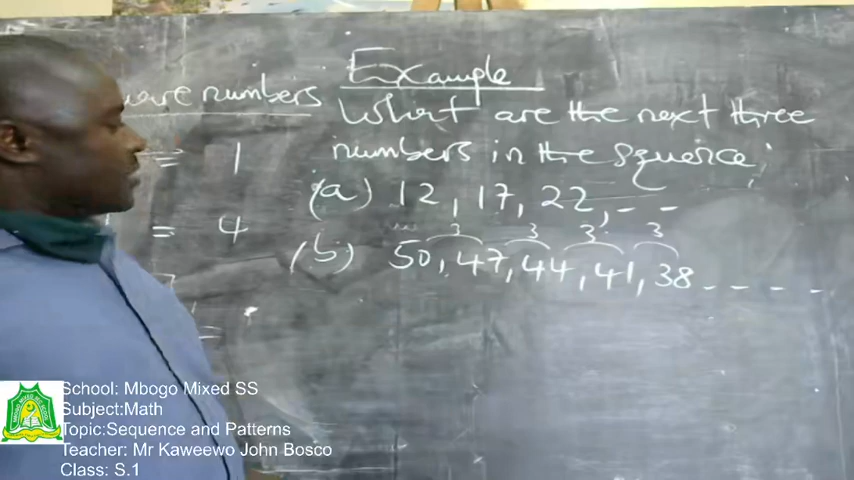 Example
uare numbers
What are the next three
numbers in the squence;
= 1
(a) 12, 17, 22, - -
= 4
3 3 3 3
(b) 50, 47, 44, 41, 38 - - - -
=
School: Mbogo Mixed SS
Subject:Math
Topic:Sequence and Patterns
Teacher: Mr Kaweewo John Bosco
Class: S.1